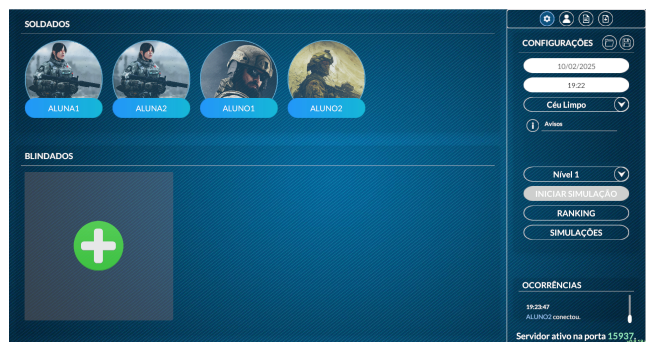 SOLDADOS
ALUNA1
ALUNA2
ALUNO1
ALUNO2
BLINDADOS
CONFIGURAÇÕES
10/02/2025
19:22
Céu Limpo
Avisos
Nível 1
INICIAR SIMULAÇÃO
RANKING
SIMULAÇÕES
OCORRÊNCIAS
19:23:47
ALUNO2 conectou.
Servidor ativo na porta 15937.